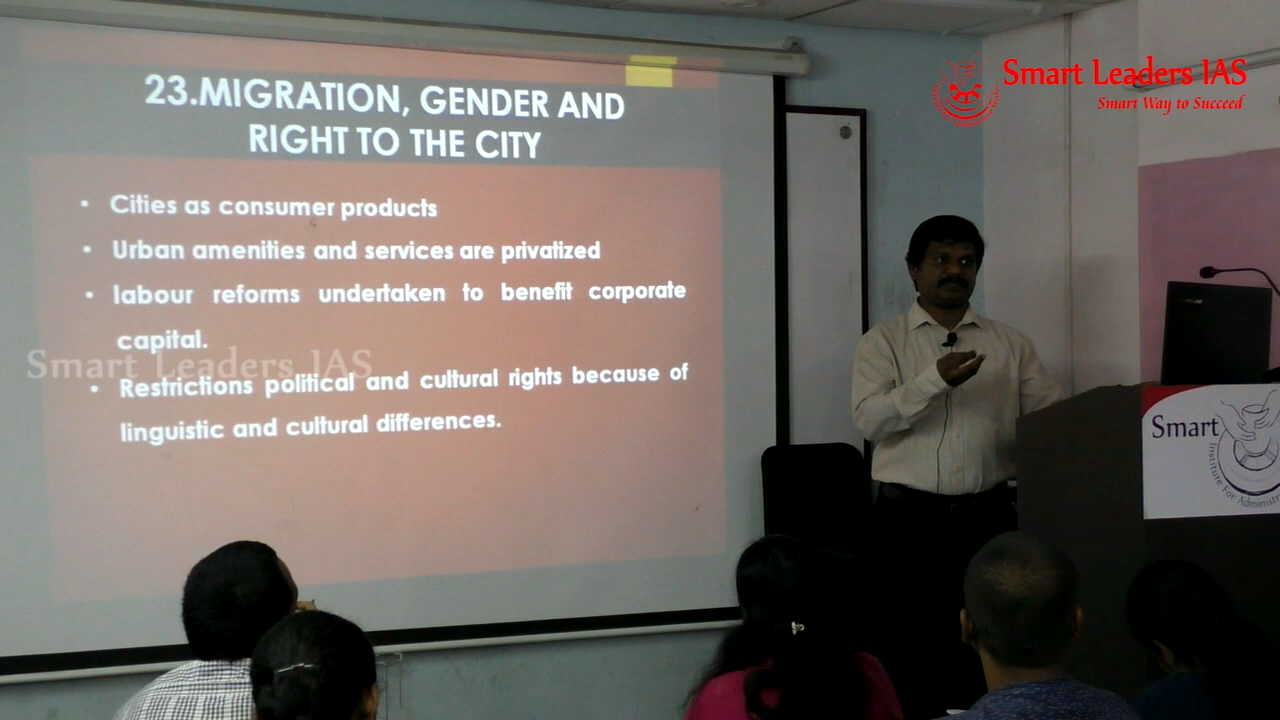 Smart Leaders IAS
Smart Way to Succeed
23.MIGRATION, GENDER AND
RIGHT TO THE CITY
• Cities as consumer products
• Urban amenities and services are privatized
• labour reforms undertaken to benefit corporate
capital.
Smart Leaders IAS
• Restrictions political and cultural rights because of
linguistic and cultural differences.
Smart
Institute For